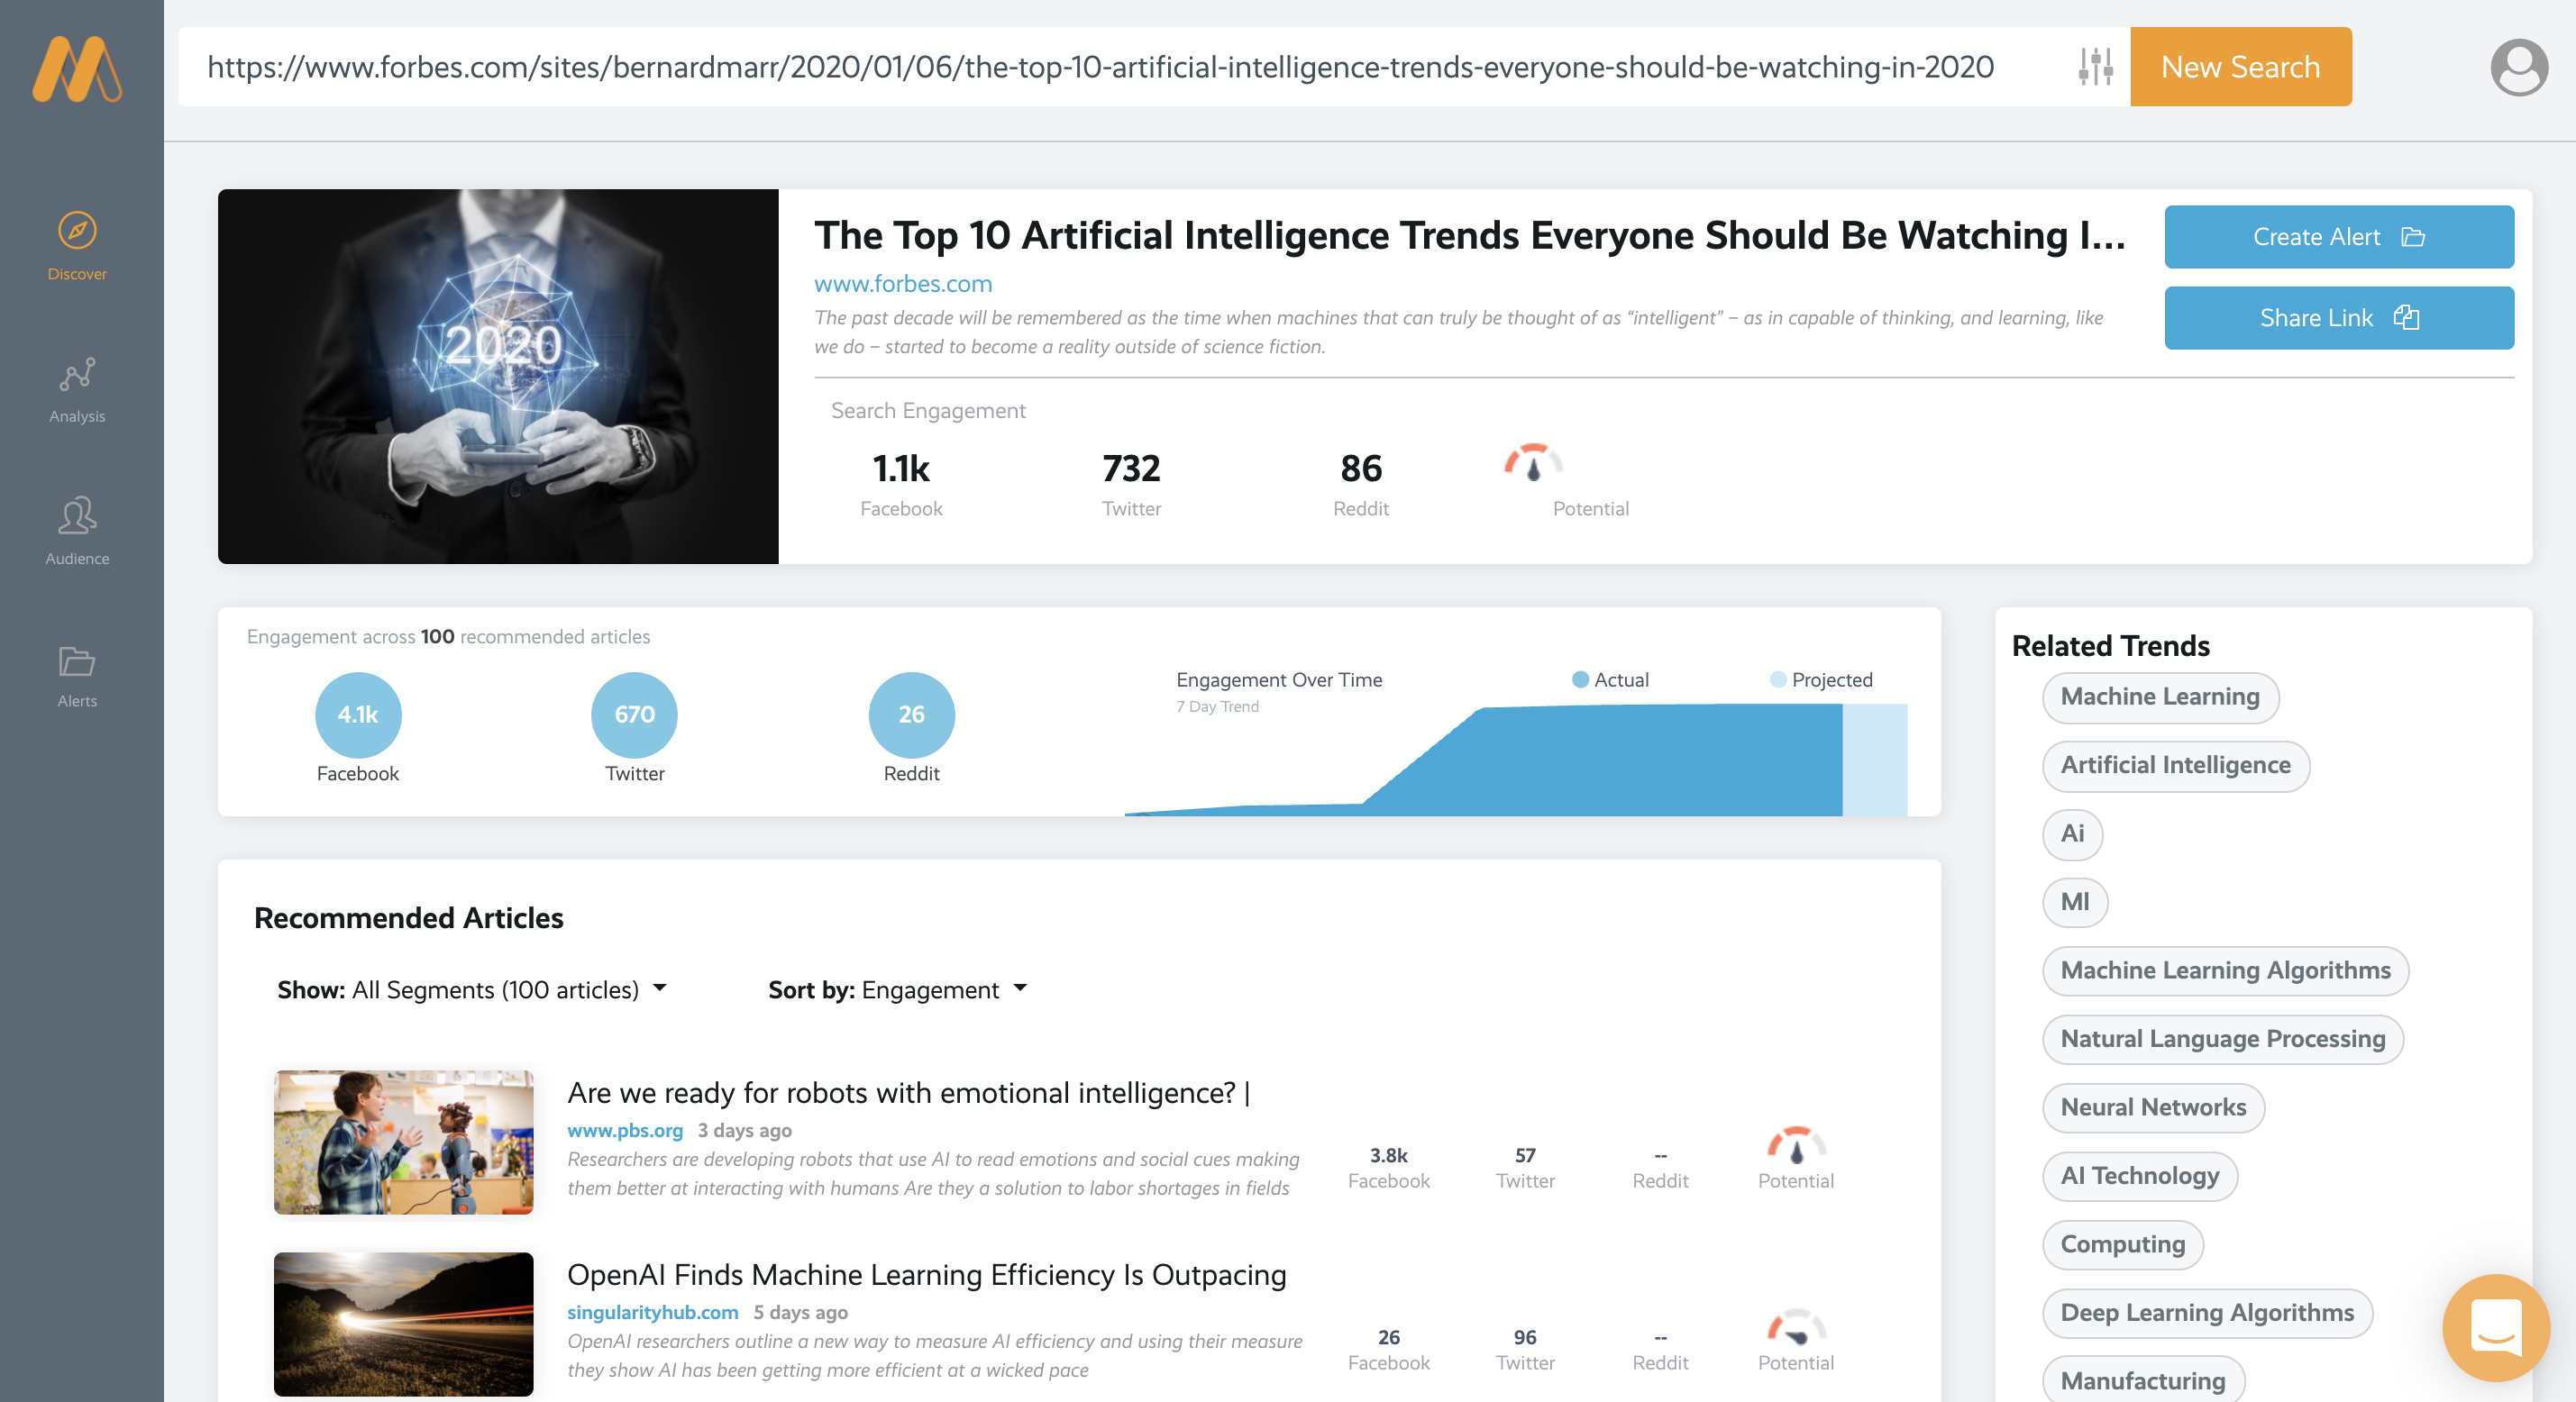 https://www.forbes.com/sites/bernardmarr/2020/01/06/the-top-10-artificial-intelligence-trends-everyone-should-be-watching-in-2020
New Search
Discover
Analysis
Audience
Alerts
2020
The Top 10 Artificial Intelligence Trends Everyone Should Be Watching I...
www.forbes.com
The past decade will be remembered as the time when machines that can truly be thought of as “intelligent” – as in capable of thinking, and learning, like
we do – started to become a reality outside of science fiction.
Create Alert
Share Link
Search Engagement
1.1k
Facebook
732
Twitter
86
Reddit
Potential
Engagement across 100 recommended articles
4.1k
Facebook
670
Twitter
26
Reddit
Engagement Over Time
7 Day Trend
Actual
Projected
Recommended Articles
Show: All Segments (100 articles)
Sort by: Engagement
Are we ready for robots with emotional intelligence? |
www.pbs.org 3 days ago
Researchers are developing robots that use AI to read emotions and social cues making
them better at interacting with humans Are they a solution to labor shortages in fields
3.8k
Facebook
57
Twitter
--
Reddit
Potential
OpenAI Finds Machine Learning Efficiency Is Outpacing
singularityhub.com 5 days ago
OpenAI researchers outline a new way to measure AI efficiency and using their measure
they show AI has been getting more efficient at a wicked pace
26
Facebook
96
Twitter
--
Reddit
Potential
Related Trends
Machine Learning
Artificial Intelligence
Ai
Ml
Machine Learning Algorithms
Natural Language Processing
Neural Networks
AI Technology
Computing
Deep Learning Algorithms
Manufacturing